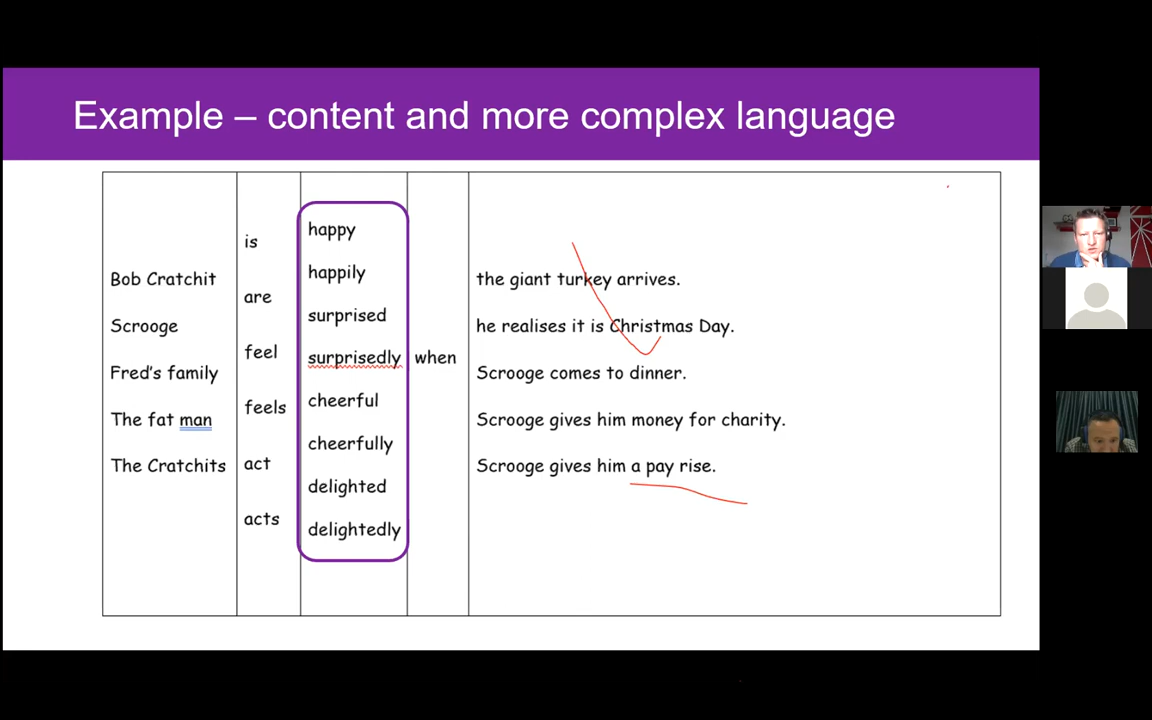 Example – content and more complex language
Bob Cratchit
Scrooge
Fred's family
The fat man
The Cratchits
is
are
feel
feels
act
acts
happy
happily
surprised
surprisedly
cheerful
cheerfully
delighted
delightedly
when
the giant turkey arrives.
he realises it is Christmas Day.
Scrooge comes to dinner.
Scrooge gives him money for charity.
Scrooge gives him a pay rise.